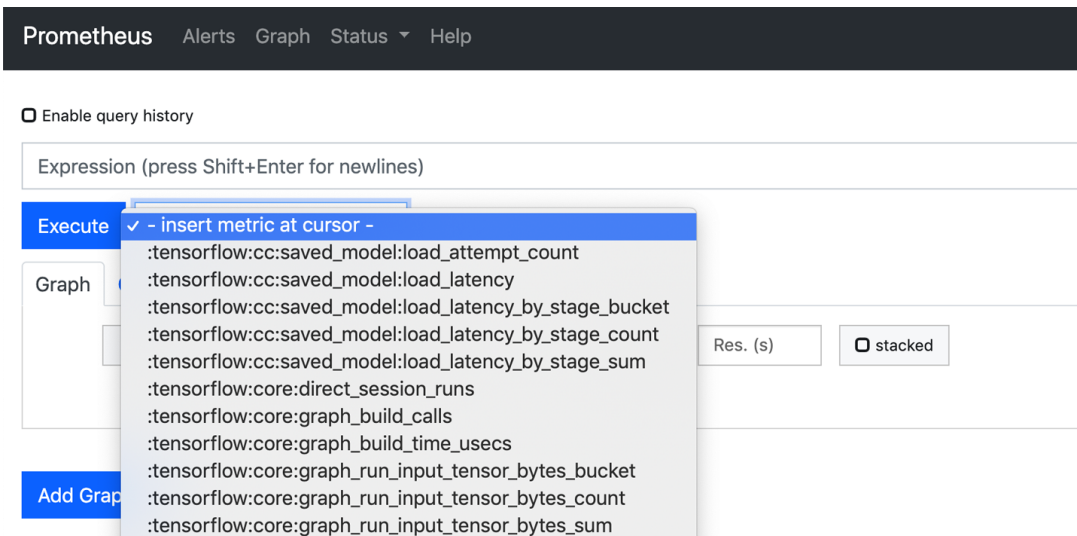 Prometheus Alerts Graph Status Help
Enable query history
Expression (press Shift+Enter for newlines)
Execute
- insert metric at cursor -
:tensorflow:cc:saved_model:load_attempt_count
Graph
:tensorflow:cc:saved_model:load_latency
:tensorflow:cc:saved_model:load_latency_by_stage_bucket
:tensorflow:cc:saved_model:load_latency_by_stage_count
Res. (s)
stacked
:tensorflow:cc:saved_model:load_latency_by_stage_sum
:tensorflow:core:direct_session_runs
:tensorflow:core:graph_build_calls
:tensorflow:core:graph_build_time_usecs
:tensorflow:core:graph_run_input_tensor_bytes_bucket
Add Grap
:tensorflow:core:graph_run_input_tensor_bytes_count
:tensorflow:core:graph_run_input_tensor_bytes_sum